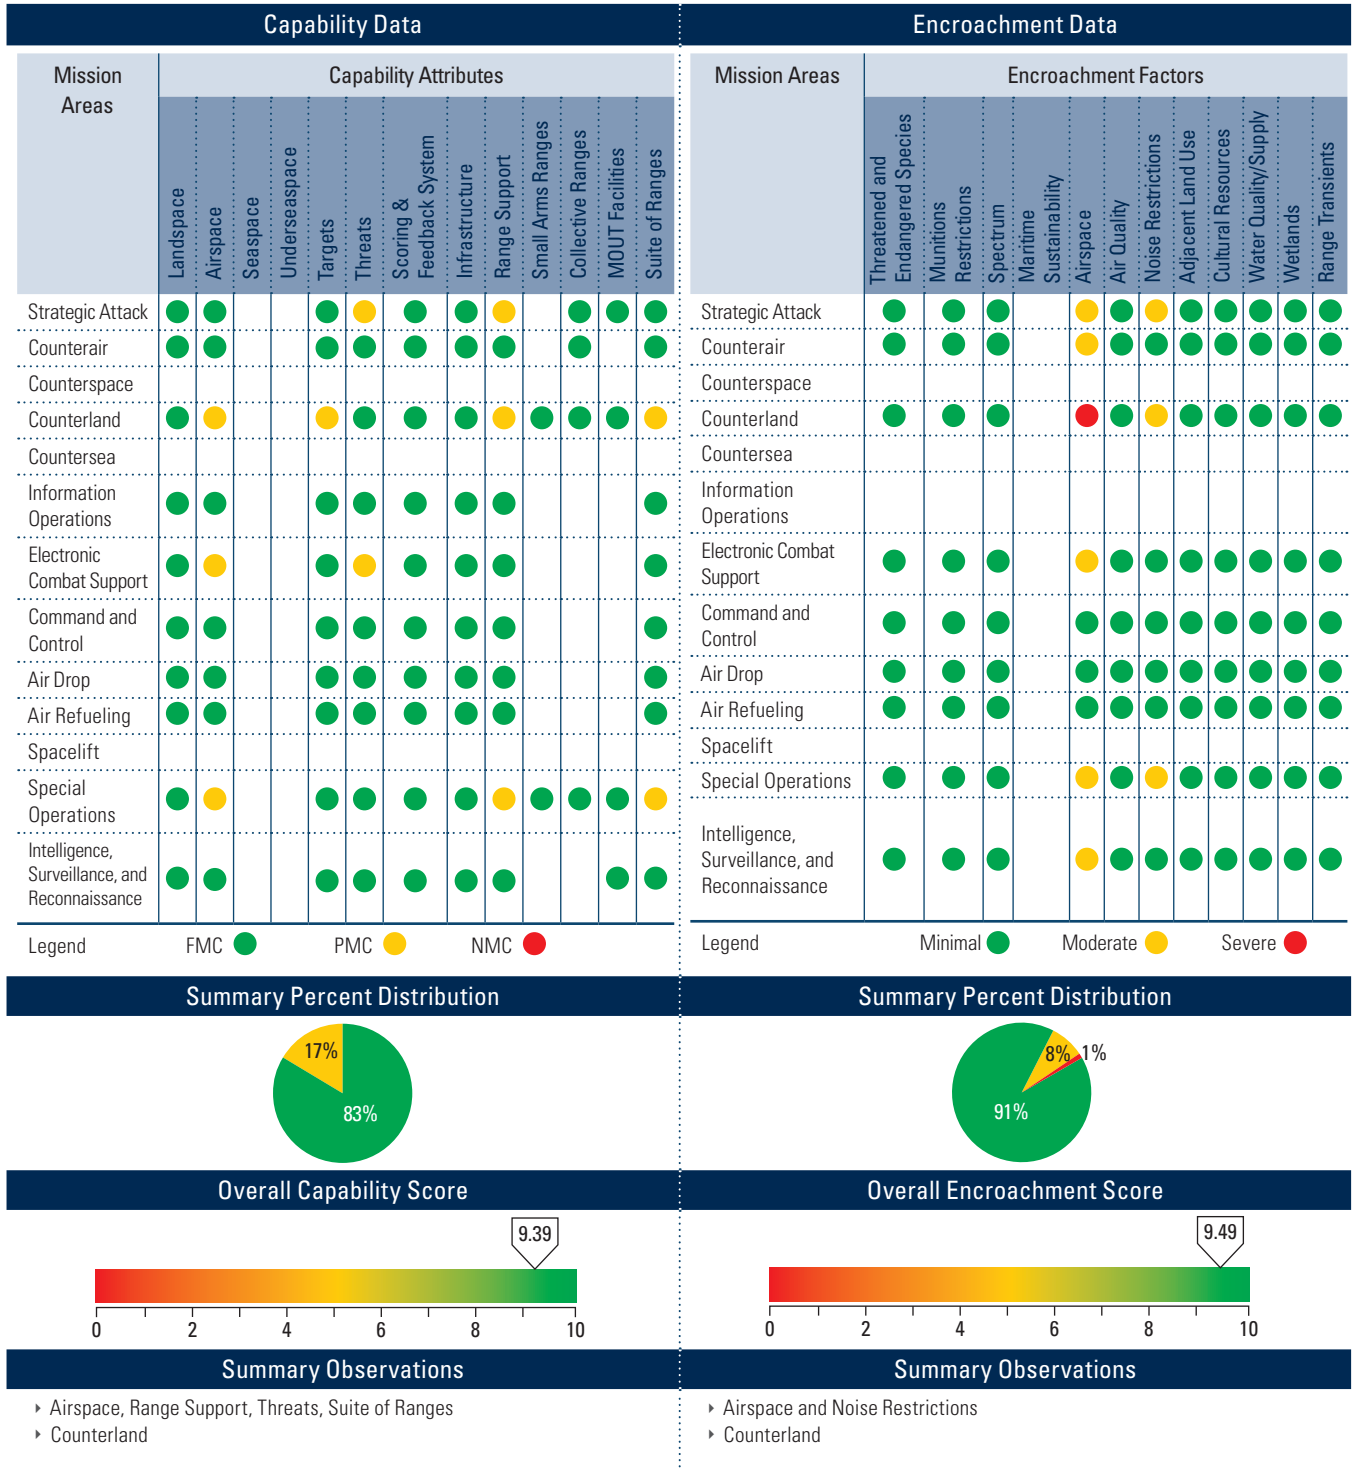 Capability Data
Mission
Areas
Capability Attributes
Landspace
Airspace
Seaspace
Underseaspace
Targets
Threats
Scoring &
Feedback System
Infrastructure
Range Support
Small Arms Ranges
Collective Ranges
MOUT Facilities
Suite of Ranges
Strategic Attack
Counterair
Counterspace
Counterland
Countersea
Information
Operations
Electronic
Combat Support
Command and
Control
Air Drop
Air Refueling
Spacelift
Special
Operations
Intelligence,
Surveillance, and
Reconnaissance
Legend
FMC
PMC
NMC
Summary Percent Distribution
17%
83%
Overall Capability Score
9.39
0 2 4 6 8 10
Summary Observations
‣ Airspace, Range Support, Threats, Suite of Ranges
‣ Counterland
Encroachment Data
Mission Areas
Encroachment Factors
Threatened and
Endangered Species
Munitions
Restrictions
Spectrum
Maritime
Sustainability
Airspace
Air Quality
Noise Restrictions
Adjacent Land Use
Cultural Resources
Water Quality/Supply
Wetlands
Range Transients
Strategic Attack
Counterair
Counterspace
Counterland
Countersea
Information
Operations
Electronic Combat
Support
Command and
Control
Air Drop
Air Refueling
Spacelift
Special Operations
Intelligence,
Surveillance, and
Reconnaissance
Legend
Minimal
Moderate
Severe
Summary Percent Distribution
8%
1%
91%
Overall Encroachment Score
9.49
0 2 4 6 8 10
Summary Observations
‣ Airspace and Noise Restrictions
‣ Counterland